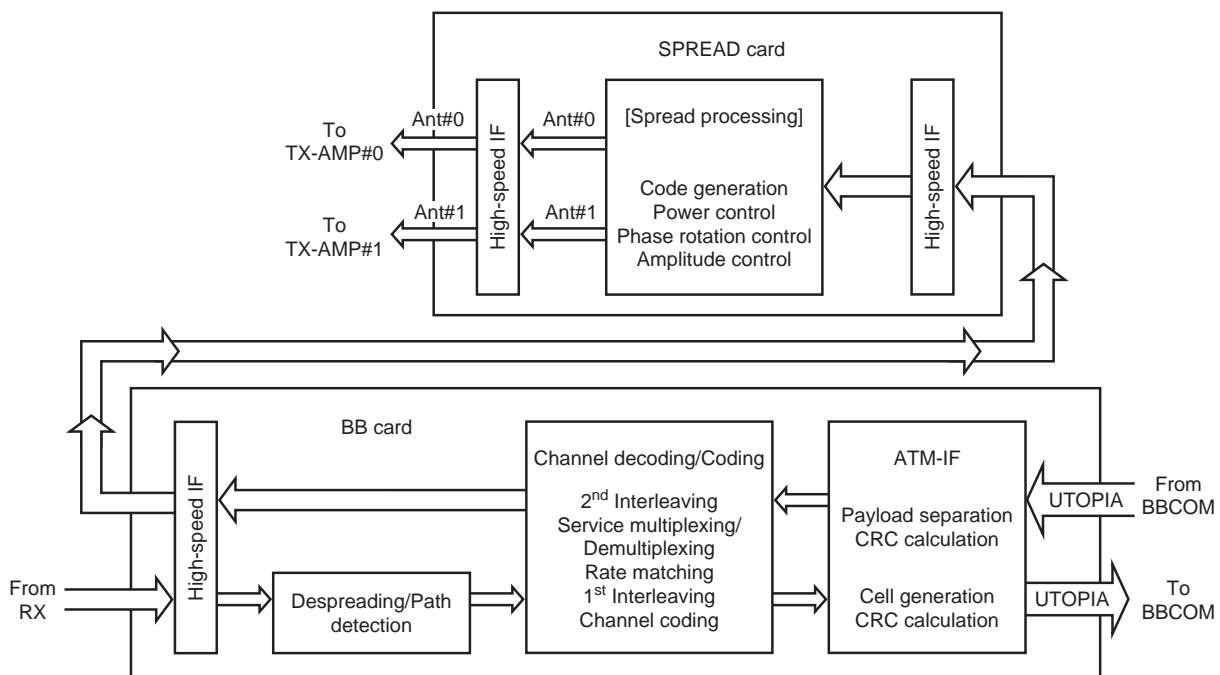 SPREAD card
To
TX-AMP#0
Ant#0
High-speed IF
Ant#0
[Spread processing]
Code generation
Power control
Phase rotation control
Amplitude control
High-speed IF
To
TX-AMP#1
Ant#1
Ant#1
BB card
High-speed IF
Channel decoding/Coding
2nd Interleaving
Service multiplexing/
Demultiplexing
Rate matching
1st Interleaving
Channel coding
ATM-IF
Payload separation
CRC calculation
Cell generation
CRC calculation
UTOPIA
From
BBCOM
From
RX
Despreading/Path
detection
UTOPIA
To
BBCOM